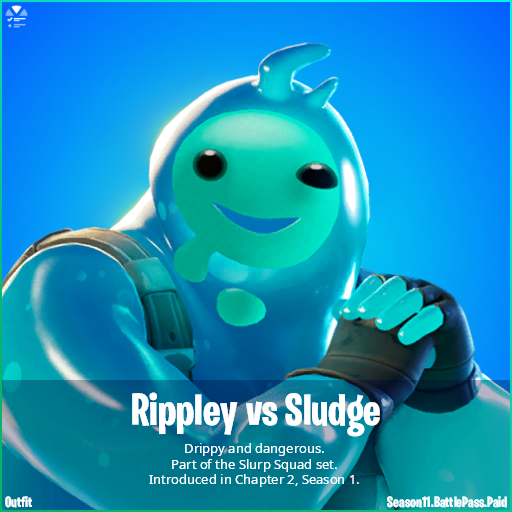 Rippley vs Sludge
Drippy and dangerous.
Part of the Slurp Squad set.
Introduced in Chapter 2, Season 1.
Outfit
Season11.BattlePass.Paid